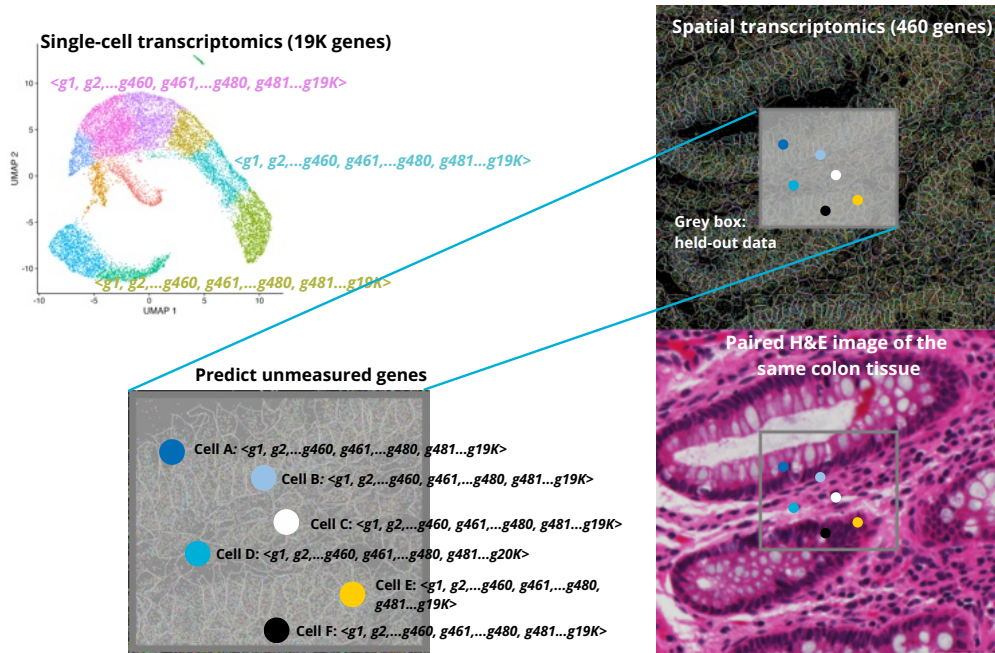 Single-cell transcriptomics (19K genes)
<g1, g2,...g460, g461,...g480, g481...g19K>
10
5
0
-5
-10
UMAP 2
<g1, g2,...g460, g461,...g480, g481...g19K>
<g1, g2,...g460, g461,...g480, g481...g19K>
-10
-5
0
5
10
UMAP 1
Spatial transcriptomics (460 genes)
Grey box:
held-out data
Paired H&E image of the
same colon tissue
Predict unmeasured genes
Cell A: <g1, g2,...g460, g461,...g480, g481...g19K>
Cell B: <g1, g2,...g460, g461,...g480, g481...g19K>
Cell C: <g1, g2,...g460, g461,...g480, g481...g19K>
Cell D: <g1, g2,...g460, g461,...g480, g481...g20K>
Cell E: <g1, g2,...g460, g461,...g480,
g481...g19K>
Cell F: <g1, g2,...g460, g461,...g480, g481...g19K>